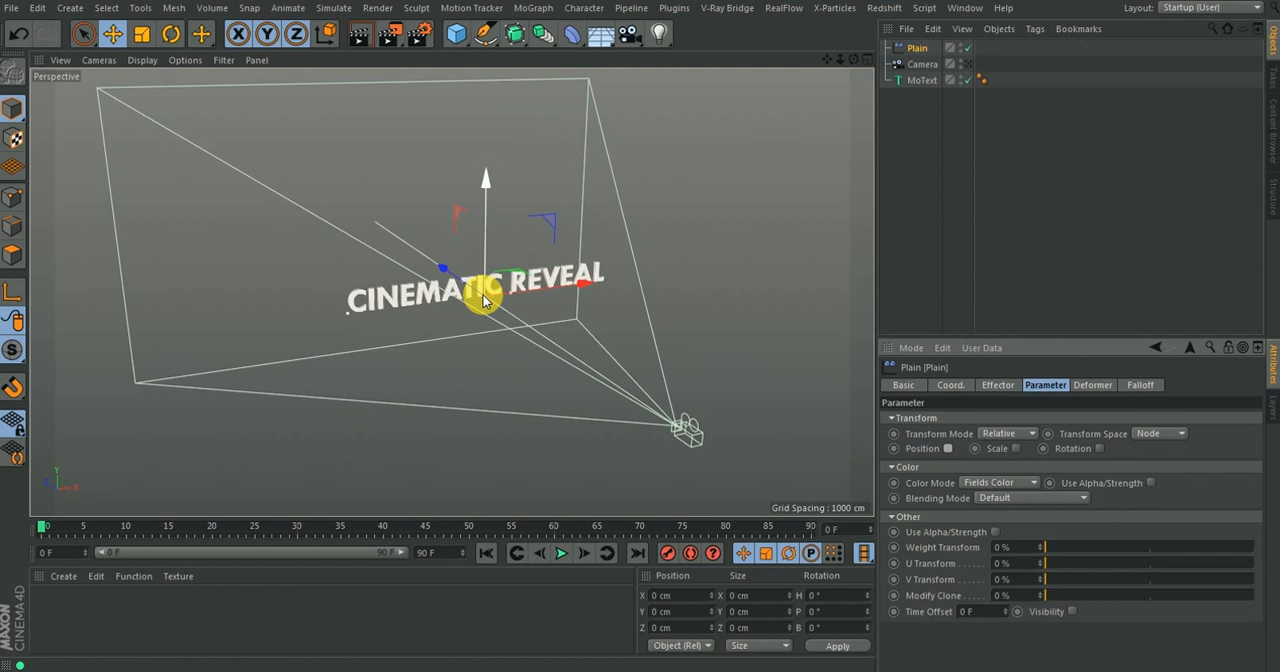 File Edit Create Select Tools Mesh Volume Snap Animate Simulate Render Sculpt Motion Tracker MoGraph Character Pipeline Plugins V-Ray Bridge RealFlow X-Particles Redshift Script Window Help Layout: Startup (User)
X Y Z
View Cameras Display Options Filter Panel
Perspective
CINEMATIC REVEAL
Y
X
Grid Spacing : 1000 cm
0 5 10 15 20 25 30 35 40 45 50 55 60 65 70 75 80 85 90 0 F
0 F 0 F 90 F 90 F
Create Edit Function Texture
Position Size Rotation
X 0 cm X 0 cm H 0 °
Y 0 cm Y 0 cm P 0 °
Z 0 cm Z 0 cm B 0 °
Object (Rel) Size Apply
MAXON
CINEMA 4D
File Edit View Objects Tags Bookmarks
Plain
Camera
MoText
Objects
Takes
Content Browser
Structure
Mode Edit User Data
Plain [Plain]
Basic Coord. Effector Parameter Deformer Falloff
Parameter
Transform
Transform Mode Relative Transform Space Node
Position Scale Rotation
Color
Color Mode Fields Color Use Alpha/Strength
Blending Mode Default
Other
Use Alpha/Strength
Weight Transform 0 %
U Transform 0 %
V Transform 0 %
Modify Clone 0 %
Time Offset 0 F Visibility
Attributes
Layers